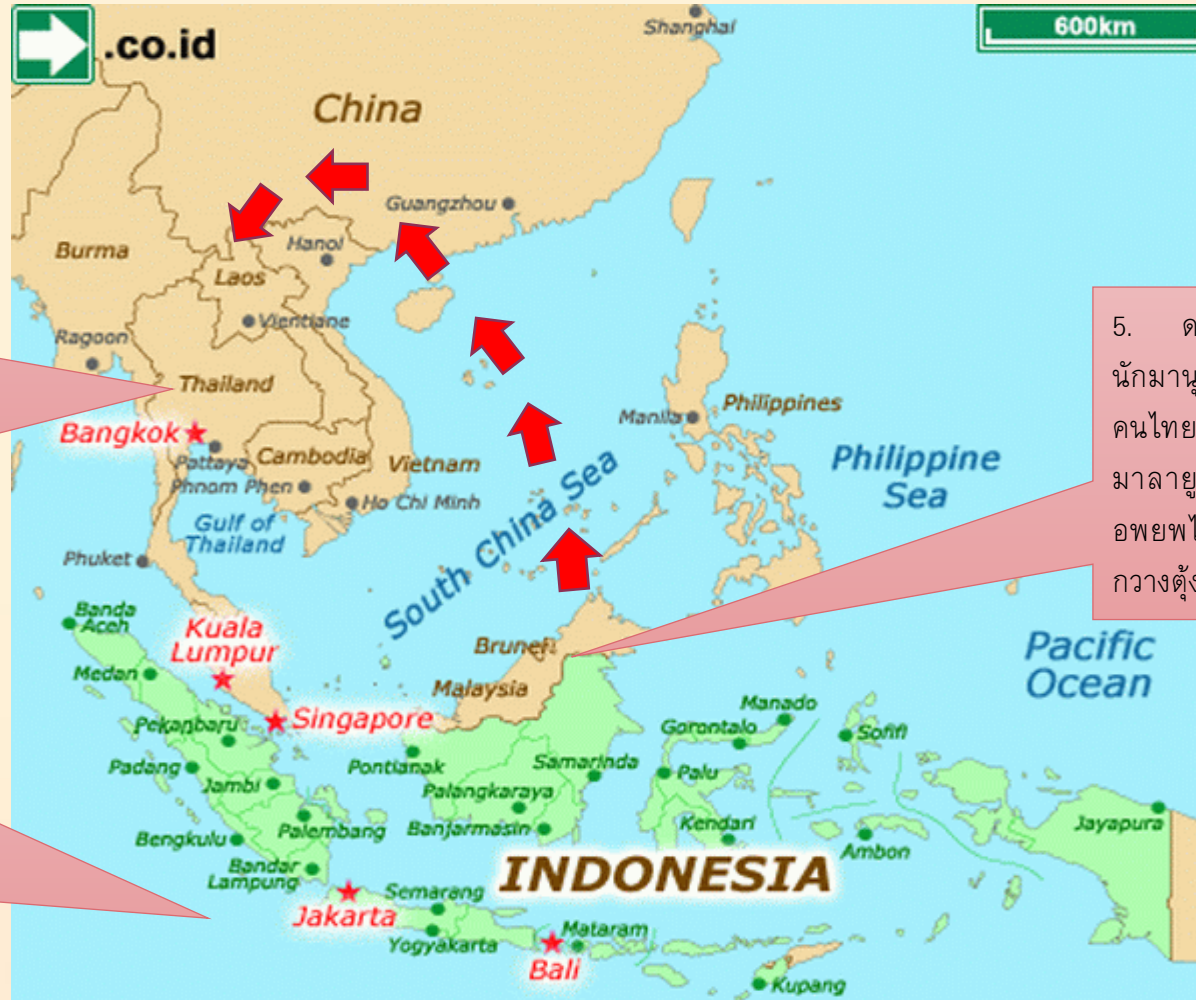 .co.id
600km
Shanghai
China
Guangzhou
Burma
Hanoi
Laos
Vientiane
Ragoon
Thailand
Bangkok
Pattaya
Cambodia
Vietnam
Phnom Phen
Ho Chi Minh
Gulf of
Thailand
Phuket
South China Sea
Manila
Philippines
Philippine
Sea
5. ด
นักมานุ
คนไทย
มาลายู
อพยพไ
กวางตุ้ง
Banda
Aceh
Kuala
Lumpur
Medan
Brunei
Malaysia
Singapore
Pekanbaru
Padang
Jambi
Pontianak
Samarinda
Palangkaraya
Palembang
Banjarmasin
Bengkulu
Bandar
Lampung
Manado
Gorontalo
Palu
Kendari
Sofifi
Ambon
Jayapura
Pacific
Ocean
INDONESIA
Jakarta
Semarang
Yogyakarta
Mataram
Bali
Kupang